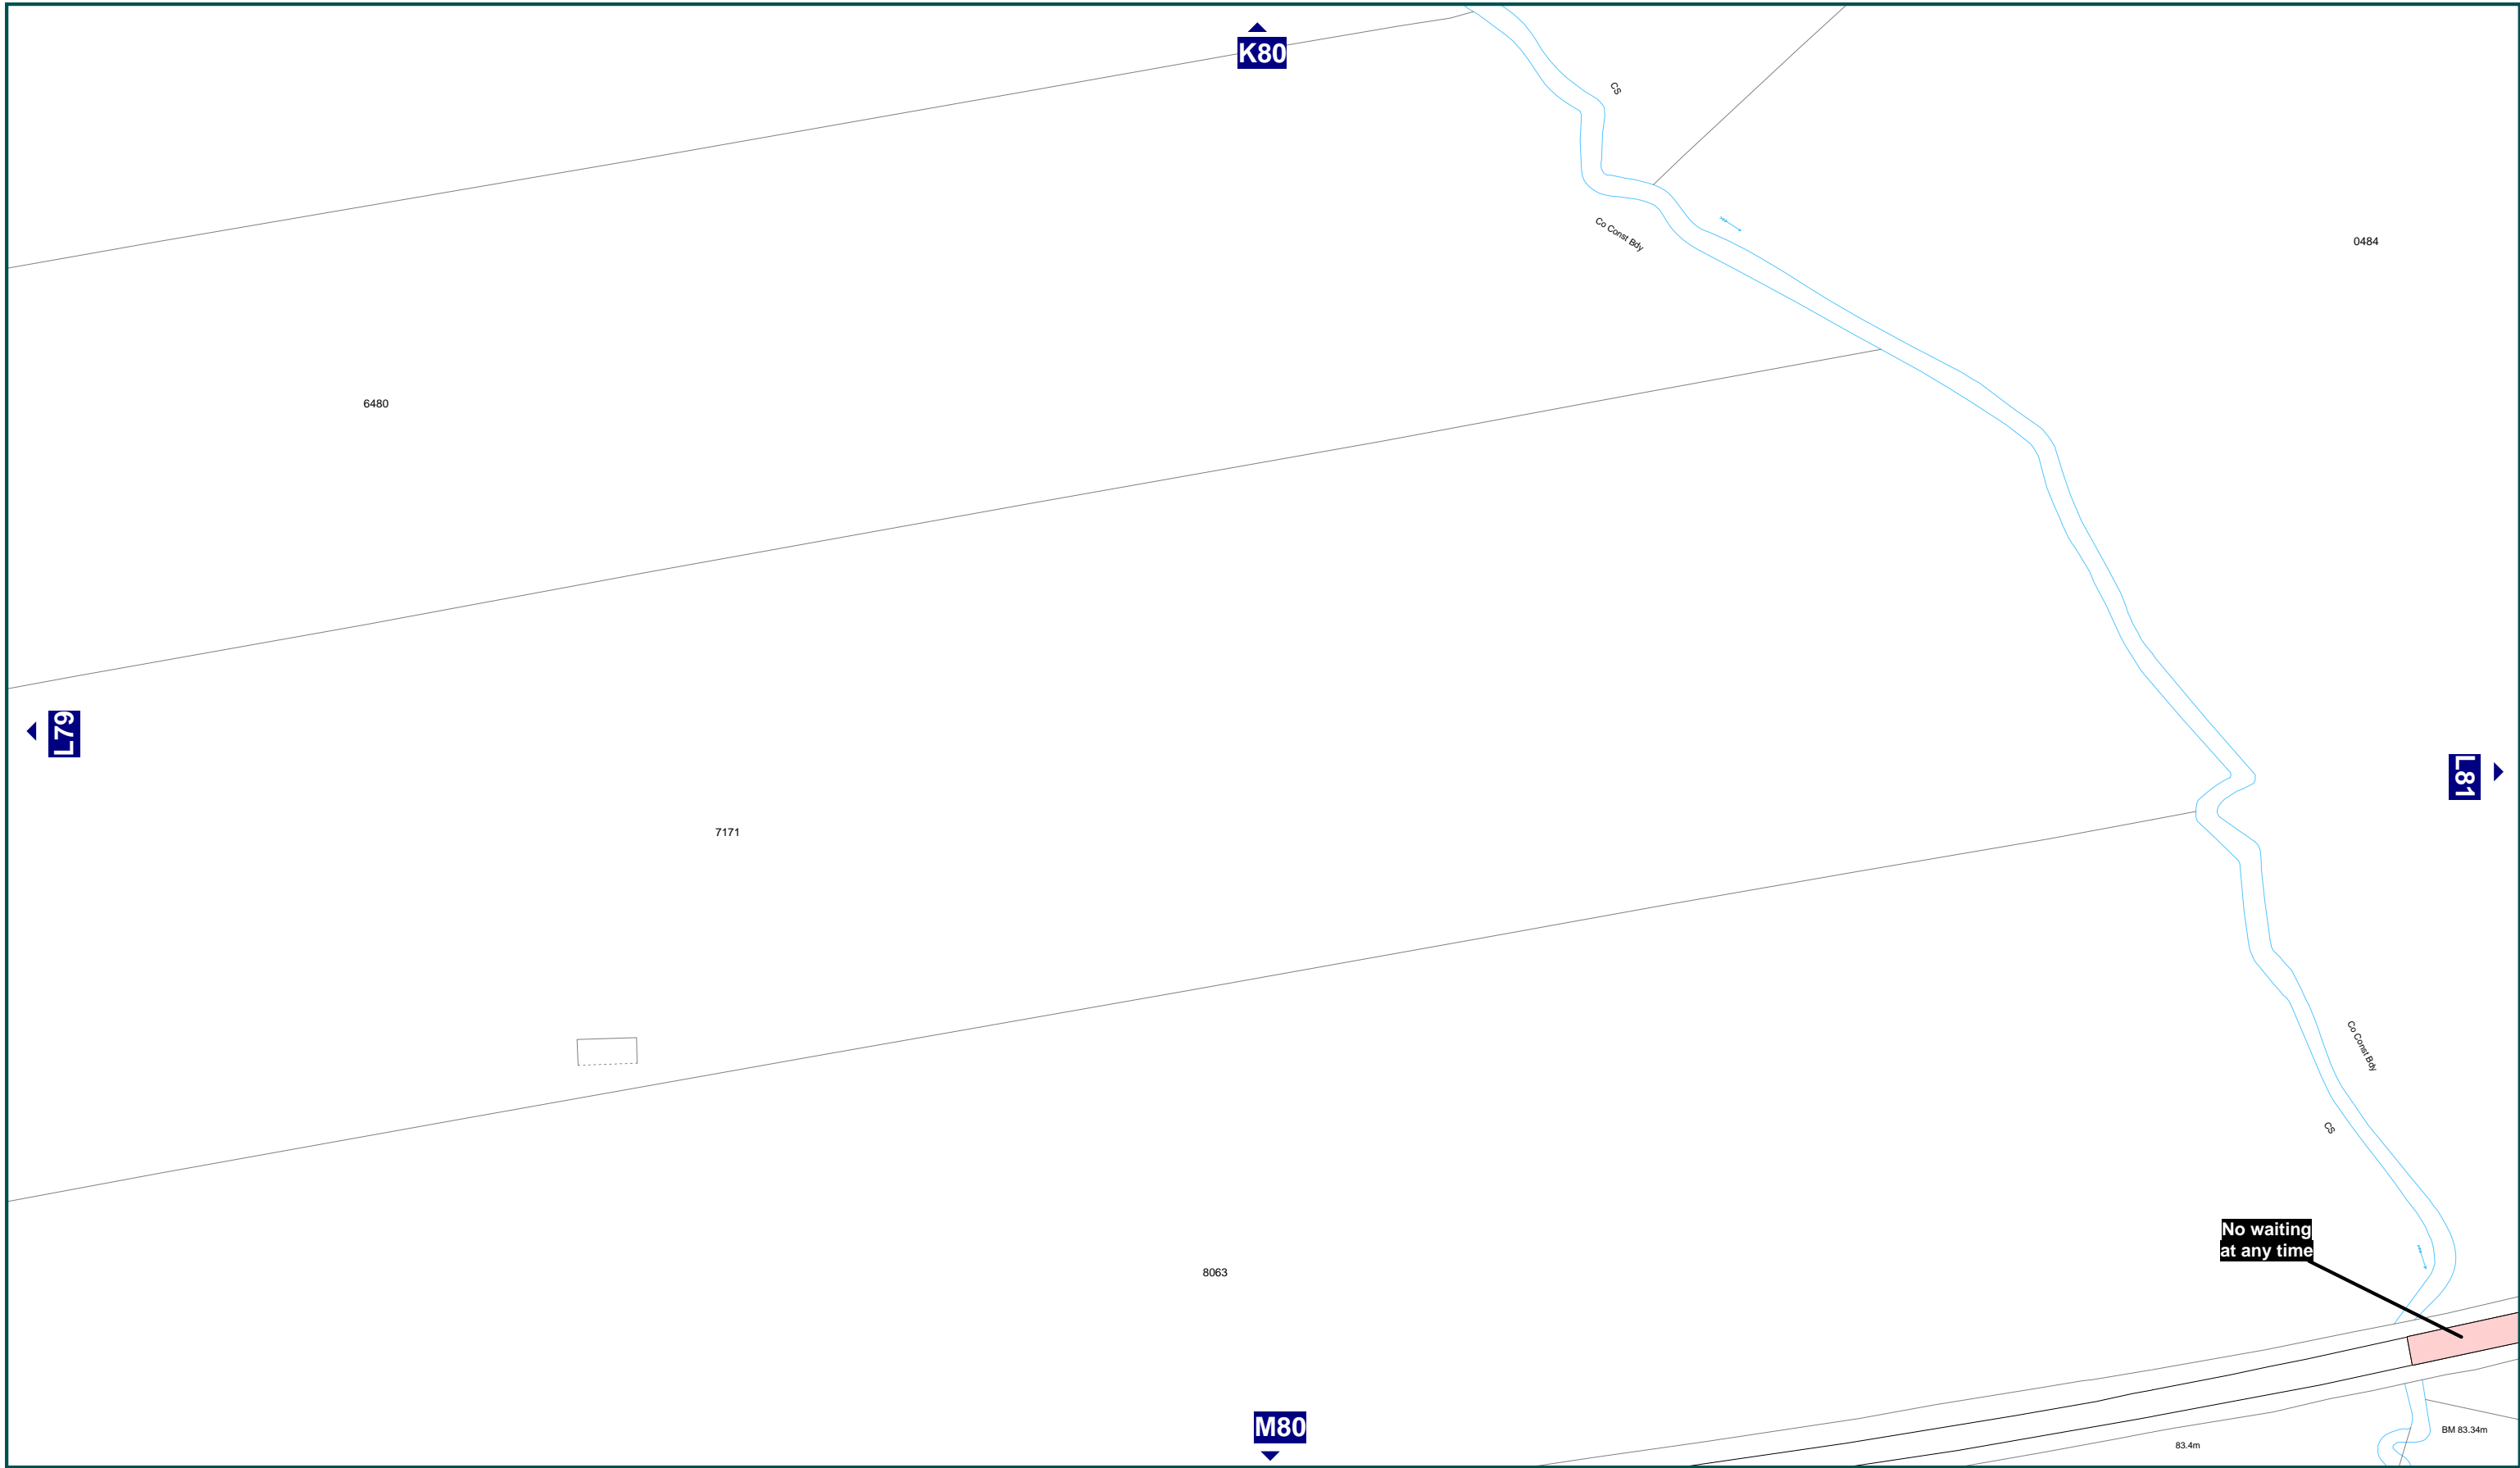 K80
CS
Co Const Bdy
0484
6480
L79
L81
7171
Co Const Bdy
CS
No waiting
at any time
8063
M80
BM 83.34m
83.4m